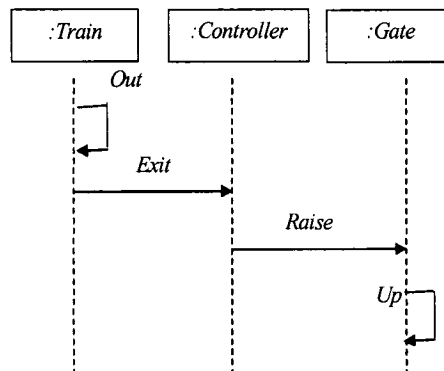 :Train :Controller :Gate
Out
Exit
Raise
Up